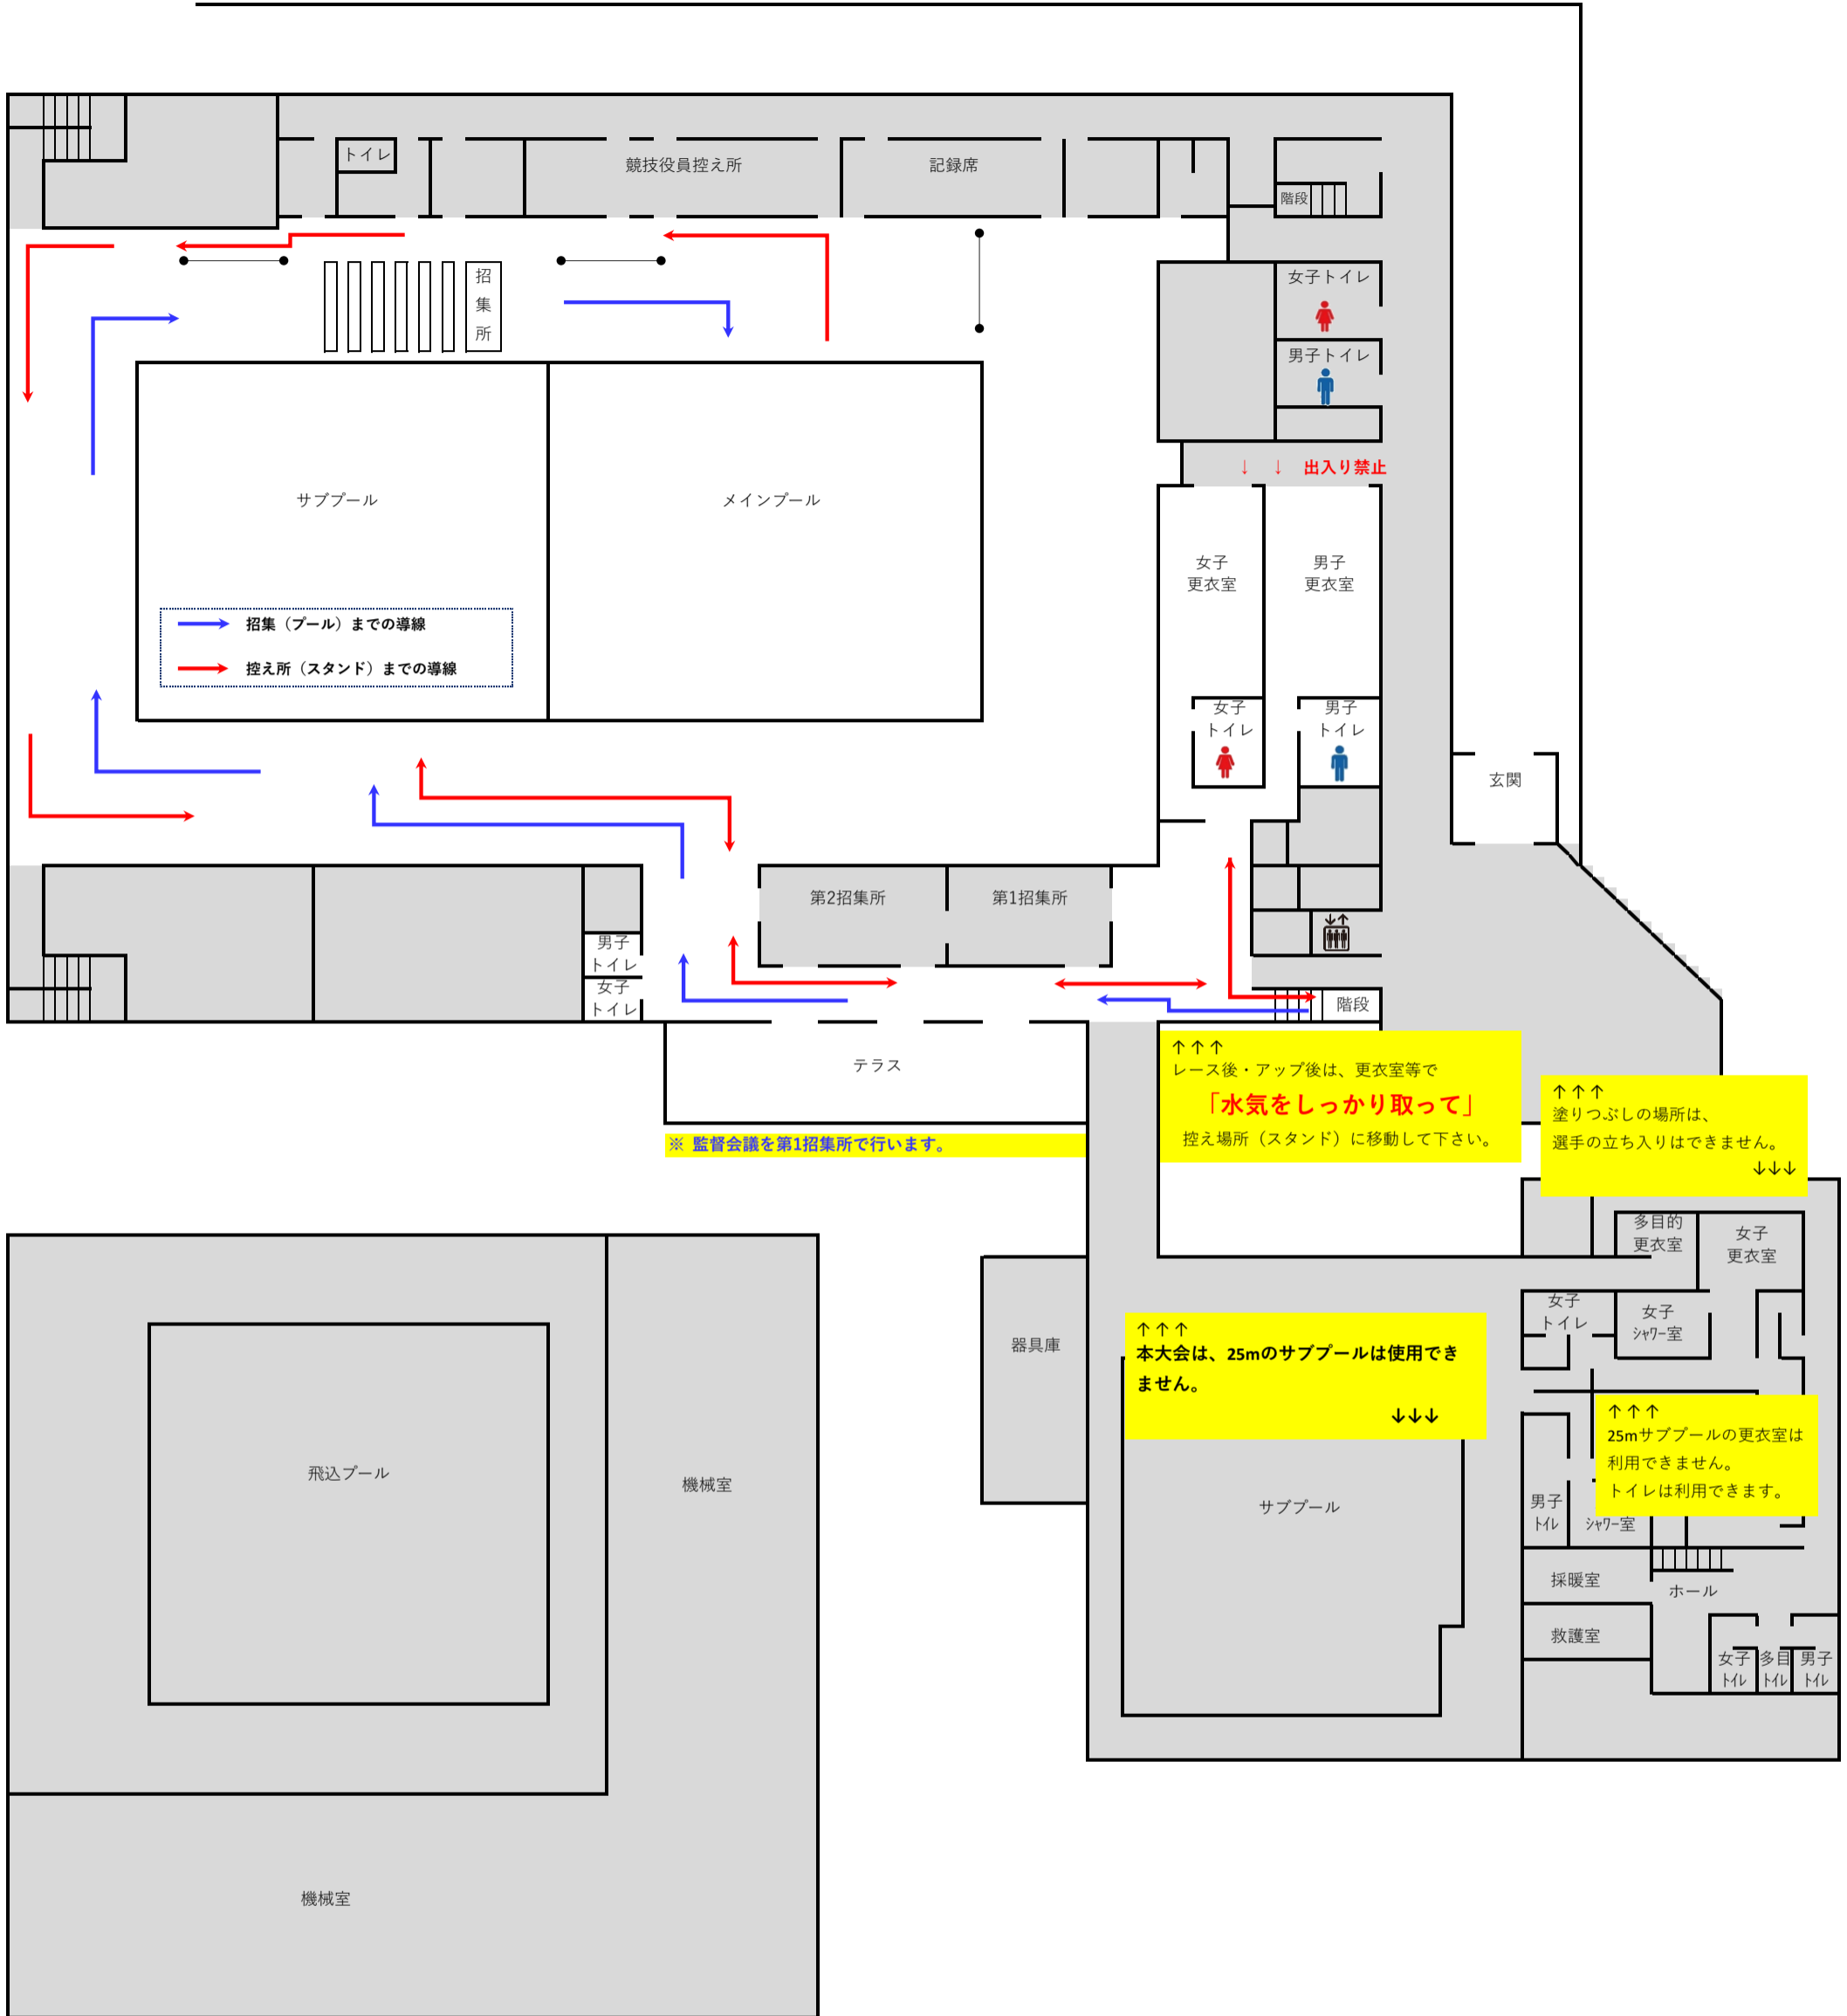 トイレ
競技役員控え所
記録席
階段
招
集
所
女子トイレ
男子トイレ
↓ ↓ 出入り禁止
サブプール
メインプール
女子
更衣室
男子
更衣室
招集（プール）までの導線
控え所（スタンド）までの導線
女子
トイレ
男子
トイレ
玄関
第2招集所
第1招集所
男子
トイレ
女子
トイレ
階段
テラス
↑↑↑
レース後・アップ後は、更衣室等で
「水気をしっかり取って」
控え場所（スタンド）に移動して下さい。
↑↑↑
塗りつぶしの場所は、
選手の立ち入りはできません。
↓↓↓
※ 監督会議を第1招集所で行います。
多目的
更衣室
女子
更衣室
女子
トイレ
女子
ｼｬﾜｰ室
器具庫
↑↑↑
本大会は、25mのサブプールは使用でき
ません。
↓↓↓
↑↑↑
25mサブプールの更衣室は
利用できません。
トイレは利用できます。
飛込プール
機械室
サブプール
男子
ﾄｲﾚ
ｼｬﾜｰ室
採暖室
ホール
救護室
女子
ﾄｲﾚ
多目
ﾄｲﾚ
男子
ﾄｲﾚ
機械室